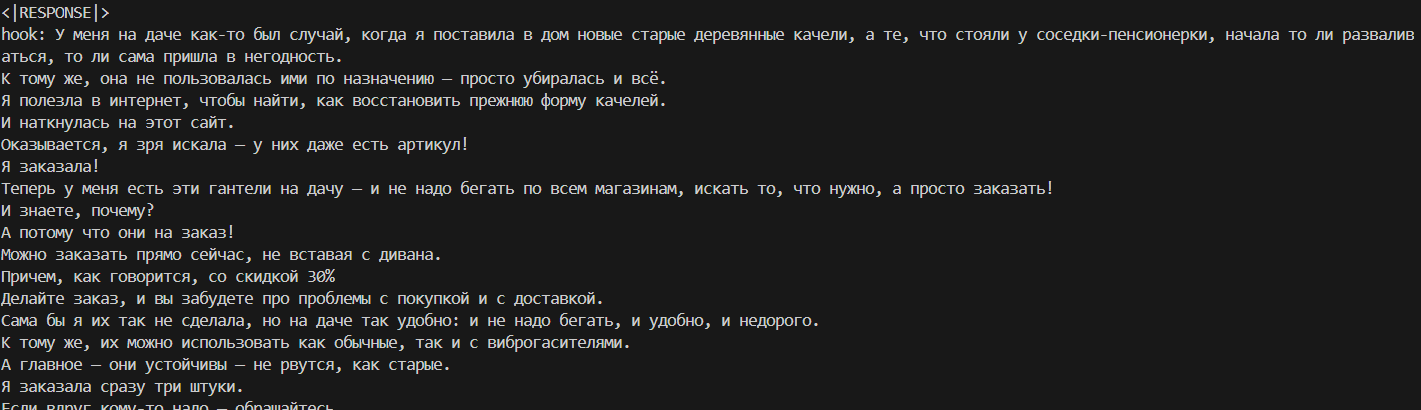 <|RESPONSE|>
hook: У меня на даче как-то был случай, когда я поставила в дом новые старые деревянные качели, а те, что стояли у соседки-пенсионерки, начала то ли развалив
аться, то ли сама пришла в негодность.
К тому же, она не пользовалась ими по назначению — просто убиралась и всё.
Я полезла в интернет, чтобы найти, как восстановить прежнюю форму качелей.
И наткнулась на этот сайт.
Оказывается, я зря искала — у них даже есть артикул!
Я заказала!
Теперь у меня есть эти гантели на дачу — и не надо бегать по всем магазинам, искать то, что нужно, а просто заказать!
И знаете, почему?
А потому что они на заказ!
Можно заказать прямо сейчас, не вставая с дивана.
Причем, как говорится, со скидкой 30%
Делайте заказ, и вы забудете про проблемы с покупкой и с доставкой.
Сама бы я их так не сделала, но на даче так удобно: и не надо бегать, и удобно, и недорого.
К тому же, их можно использовать как обычные, так и с виброгасителями.
А главное — они устойчивы — не рвутся, как старые.
Я заказала сразу три штуки.
Если вдруг кому-то надо — обращайтесь